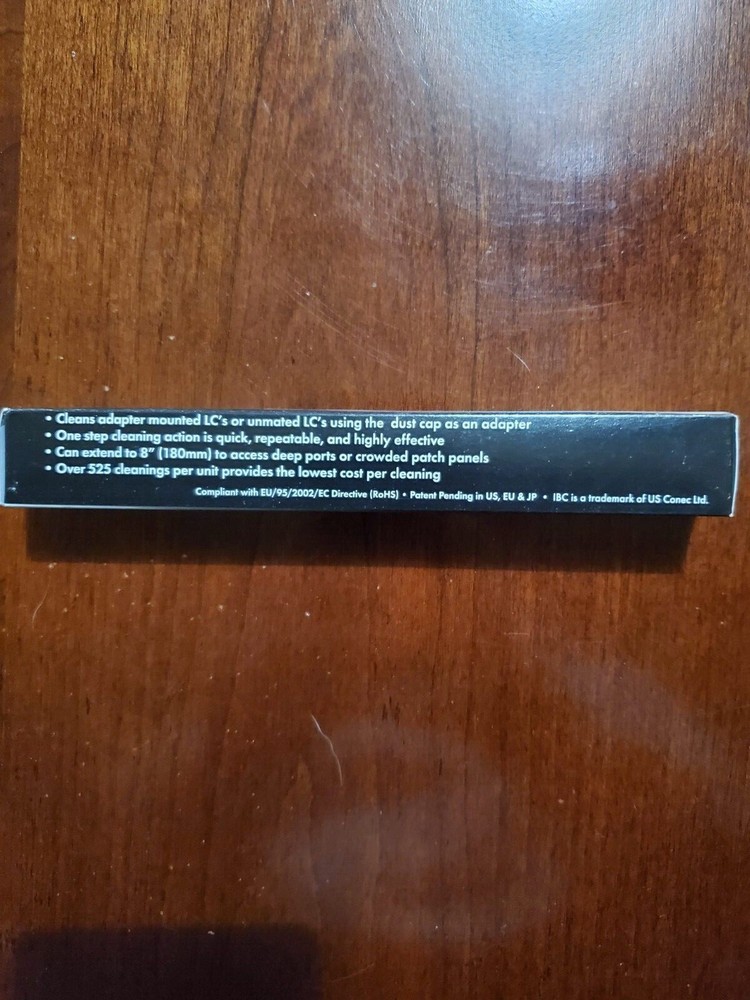 • Cleans adapter mounted LC's or unmated LC's using the dust cap as an adapter
• One step cleaning action is quick, repeatable, and highly effective
• Can extend to 8" (180mm) to access deep ports or crowded patch panels
• Over 525 cleanings per unit provides the lowest cost per cleaning
Compliant with EU/95/2002/EC Directive (RoHS) • Patent Pending in US, EU & JP • IBC is a trademark of US Conec Ltd.